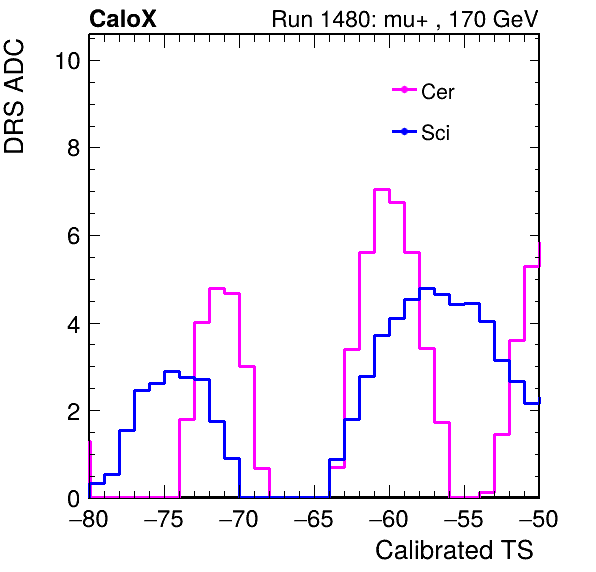 CaloX Run 1480: mu+ , 170 GeV
DRS ADC
10
8
6
4
2
0
Cer
Sci
−80 −75 −70 −65 −60 −55 −50
Calibrated TS